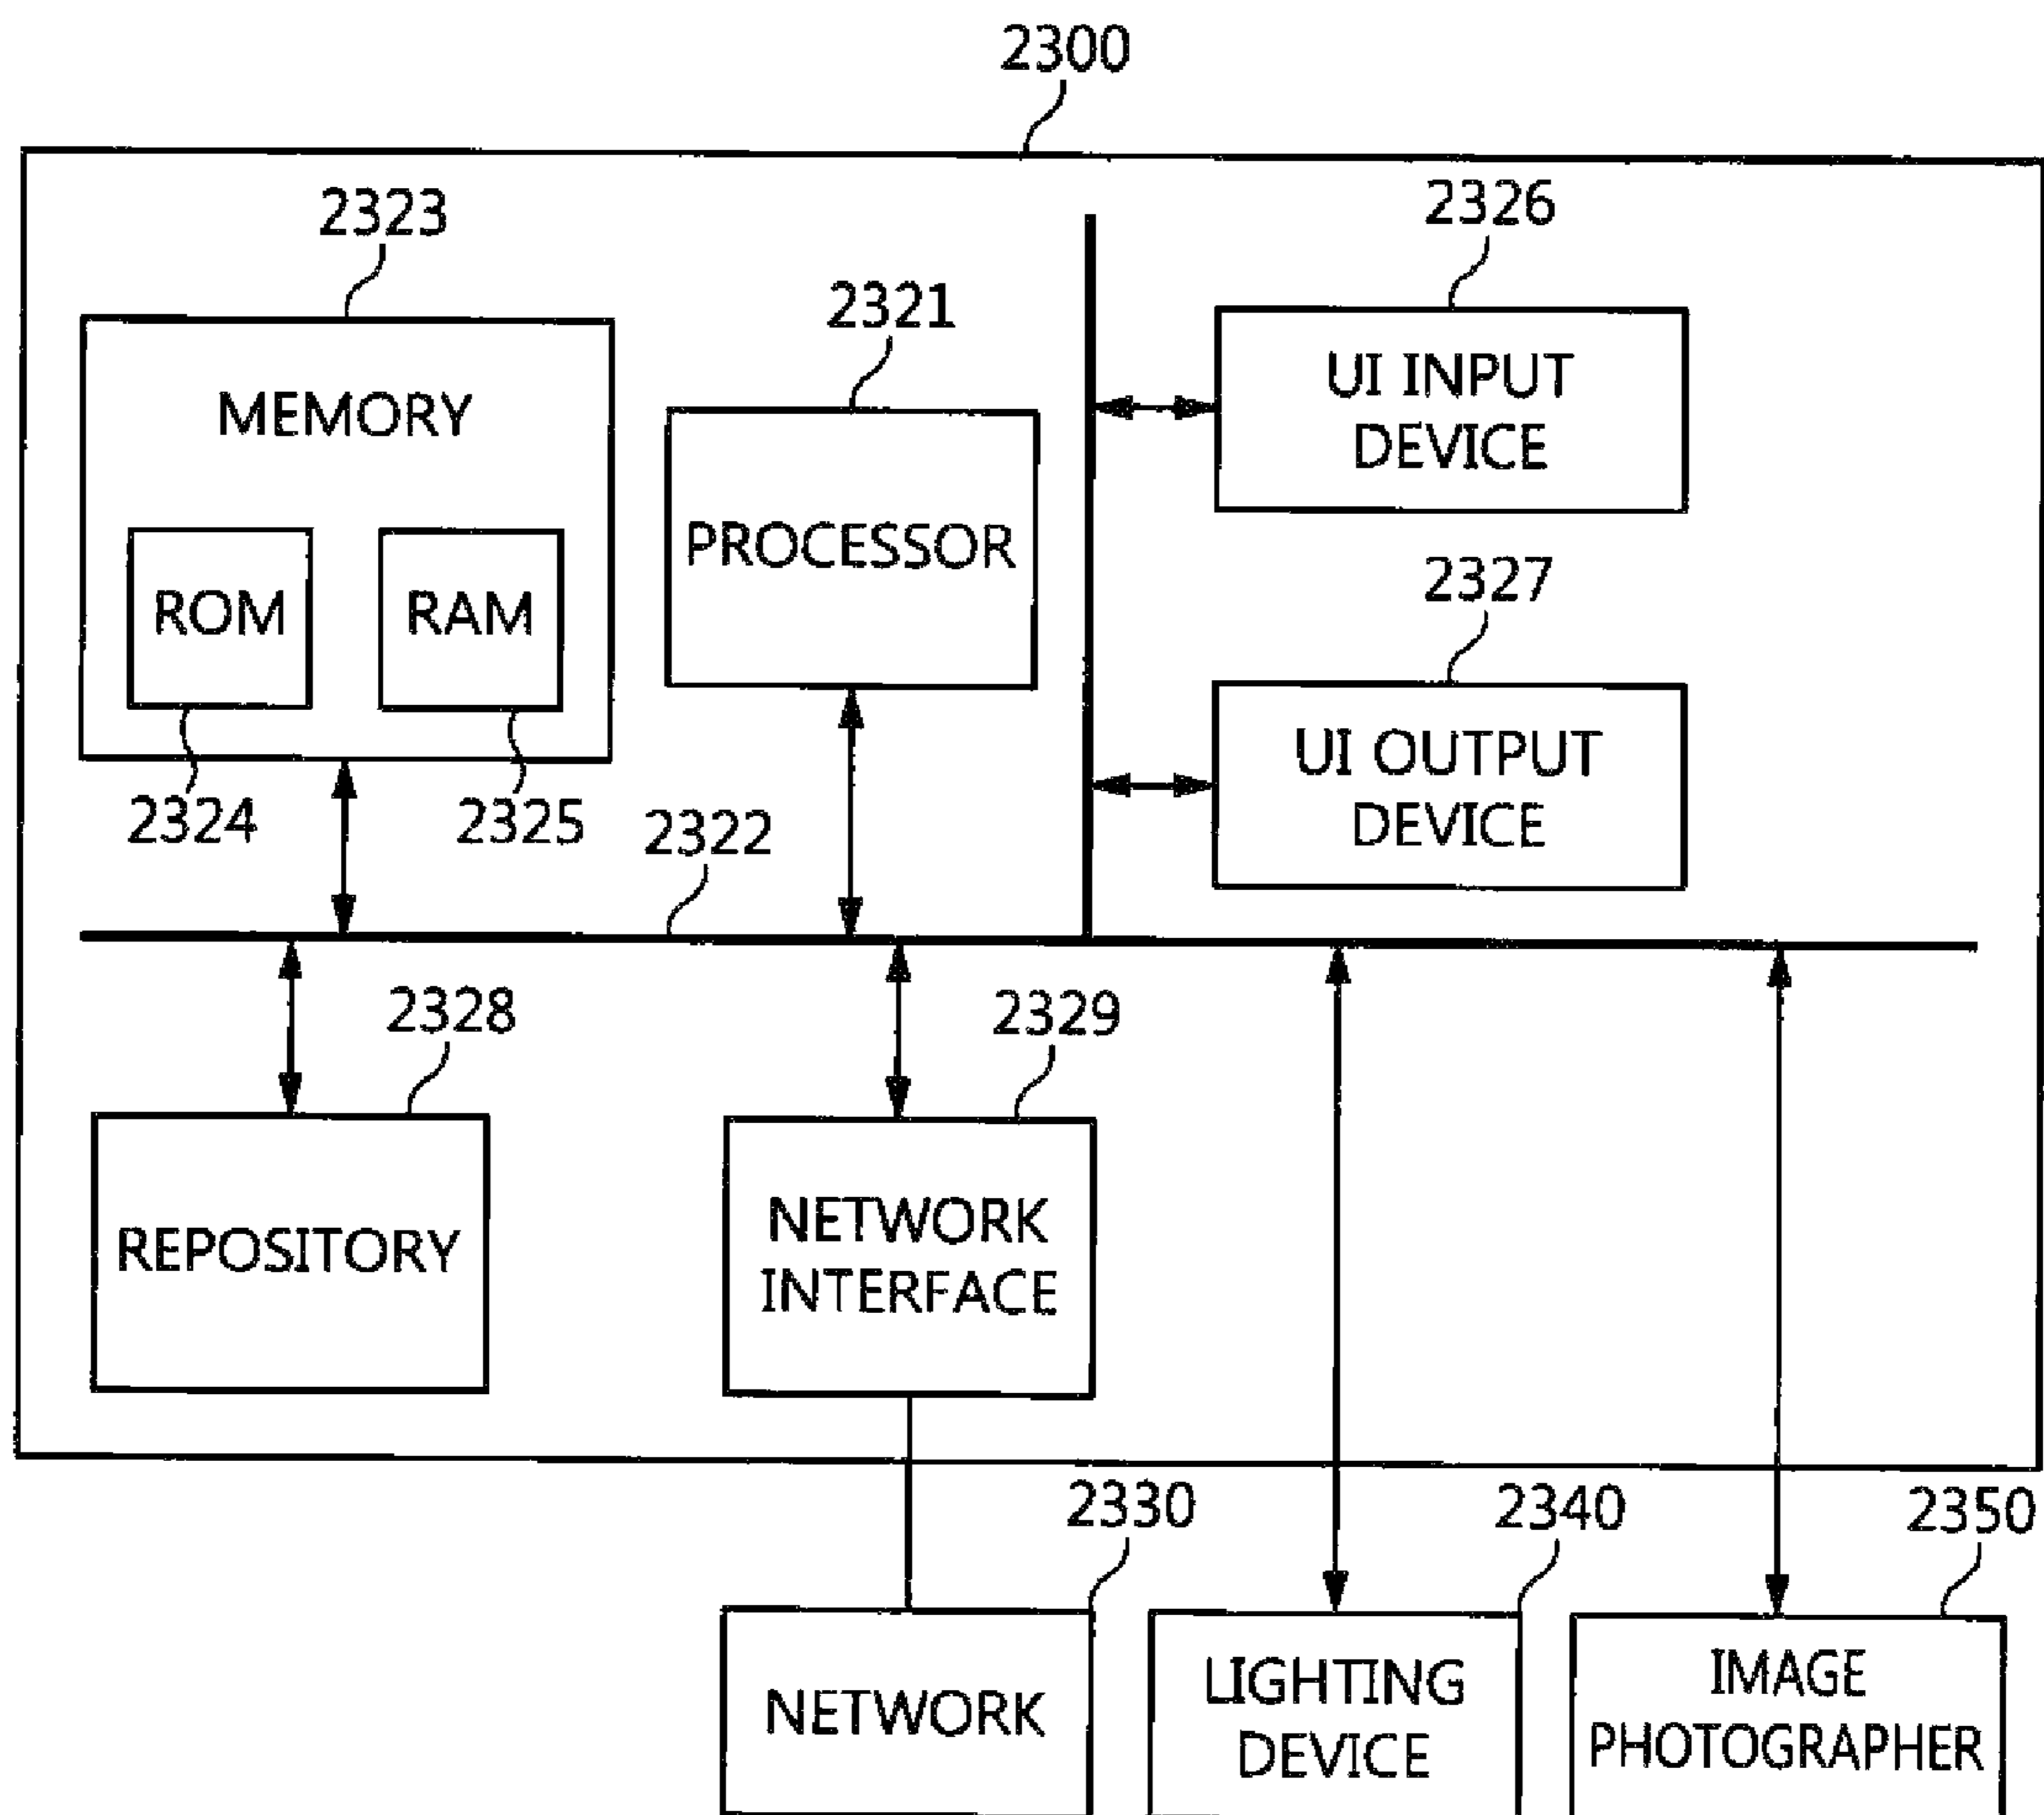 2300
2323
2321
2326
MEMORY
UI INPUT
DEVICE
PROCESSOR
ROM
RAM
2327
2324
2325
2322
UI OUTPUT
DEVICE
2328
2329
REPOSITORY
NETWORK
INTERFACE
2330
2340
2350
NETWORK
LIGHTING
DEVICE
IMAGE
PHOTOGRAPHER